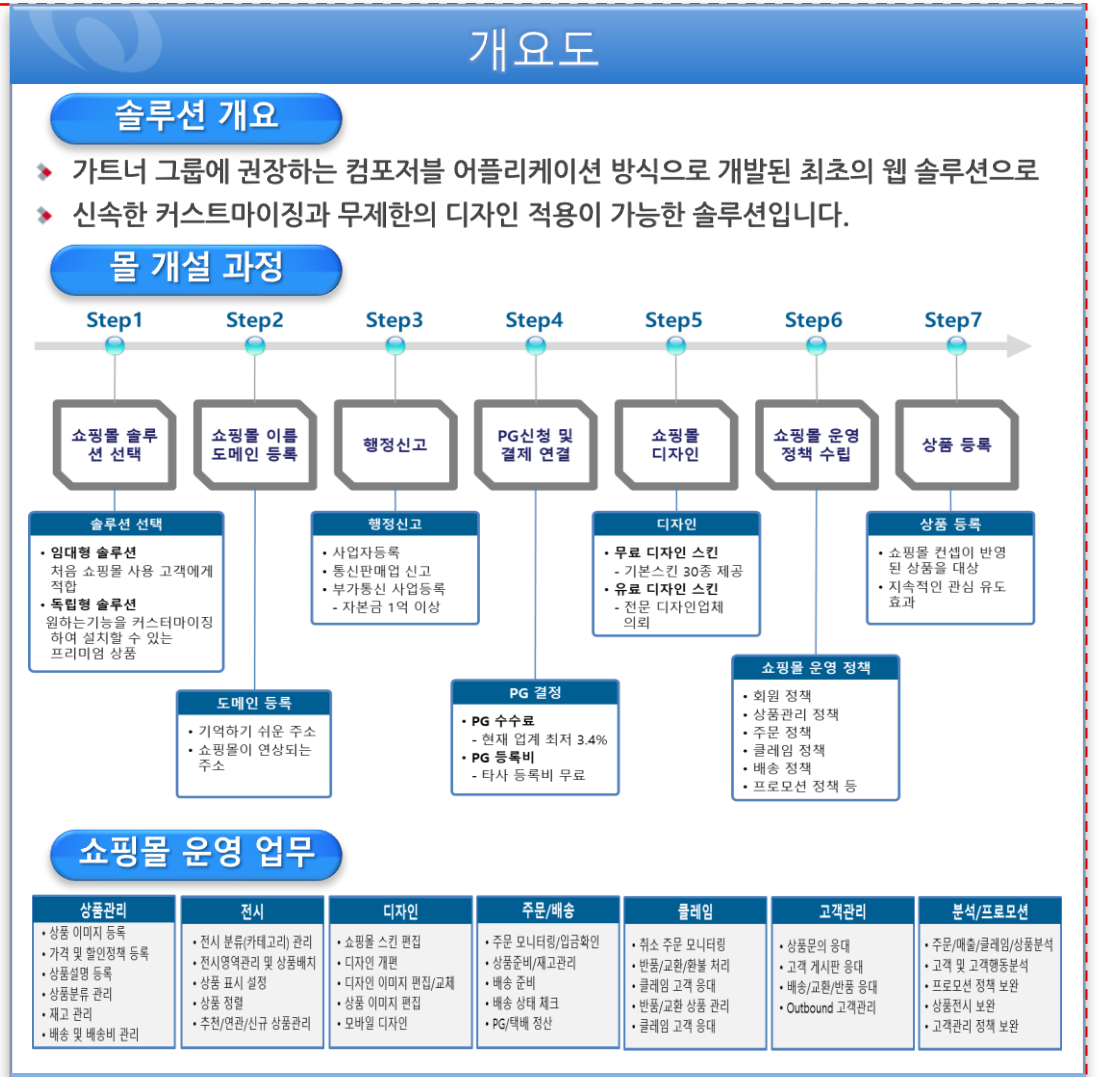 개요도
솔루션 개요
가트너 그룹에 권장하는 컴포저블 어플리케이션 방식으로 개발된 최초의 웹 솔루션으로
신속한 커스트마이징과 무제한의 디자인 적용이 가능한 솔루션입니다.
몰 개설 과정
Step1 Step2 Step3 Step4 Step5 Step6 Step7
쇼핑몰 솔루
션 선택
쇼핑몰 이름
도메인 등록
행정신고
PG신청 및
결제 연결
쇼핑몰
디자인
쇼핑몰 운영
정책 수립
상품 등록
솔루션 선택
• 임대형 솔루션
처음 쇼핑몰 사용 고객에게
적합
• 독립형 솔루션
원하는기능을 커스터마이징
하여 설치할 수 있는
프리미엄 상품
도메인 등록
• 기억하기 쉬운 주소
• 쇼핑몰이 연상되는
주소
행정신고
• 사업자등록
• 통신판매업 신고
• 부가통신 사업등록
- 자본금 1억 이상
PG 결정
• PG 수수료
- 현재 업계 최저 3.4%
• PG 등록비
- 타사 등록비 무료
디자인
• 무료 디자인 스킨
- 기본스킨 30종 제공
• 유료 디자인 스킨
- 전문 디자인업체
의뢰
쇼핑몰 운영 정책
• 회원 정책
• 상품관리 정책
• 주문 정책
• 클레임 정책
• 배송 정책
• 프로모션 정책 등
상품 등록
• 쇼핑몰 컨셉이 반영
된 상품을 대상
• 지속적인 관심 유도
효과
쇼핑몰 운영 업무
상품관리
• 상품 이미지 등록
• 가격 및 할인정책 등록
• 상품설명 등록
• 상품분류 관리
• 재고 관리
• 배송 및 배송비 관리
전시
• 전시 분류(카테고리) 관리
• 전시영역관리 및 상품배치
• 상품 표시 설정
• 상품 정렬
• 추천/연관/신규 상품관리
디자인
• 쇼핑몰 스킨 편집
• 디자인 개편
• 디자인 이미지 편집/교체
• 상품 이미지 편집
• 모바일 디자인
주문/배송
• 주문 모니터링/입금확인
• 상품준비/재고관리
• 배송 준비
• 배송 상태 체크
• PG/택배 정산
클레임
• 취소 주문 모니터링
• 반품/교환/환불 처리
• 클레임 고객 응대
• 반품/교환 상품 관리
• 클레임 고객 응대
고객관리
• 상품문의 응대
• 고객 게시판 응대
• 배송/교환/반품 응대
• Outbound 고객관리
분석/프로모션
• 주문/매출/클레임/상품분석
• 고객 및 고객행동분석
• 프로모션 정책 보완
• 상품전시 보완
• 고객관리 정책 보완